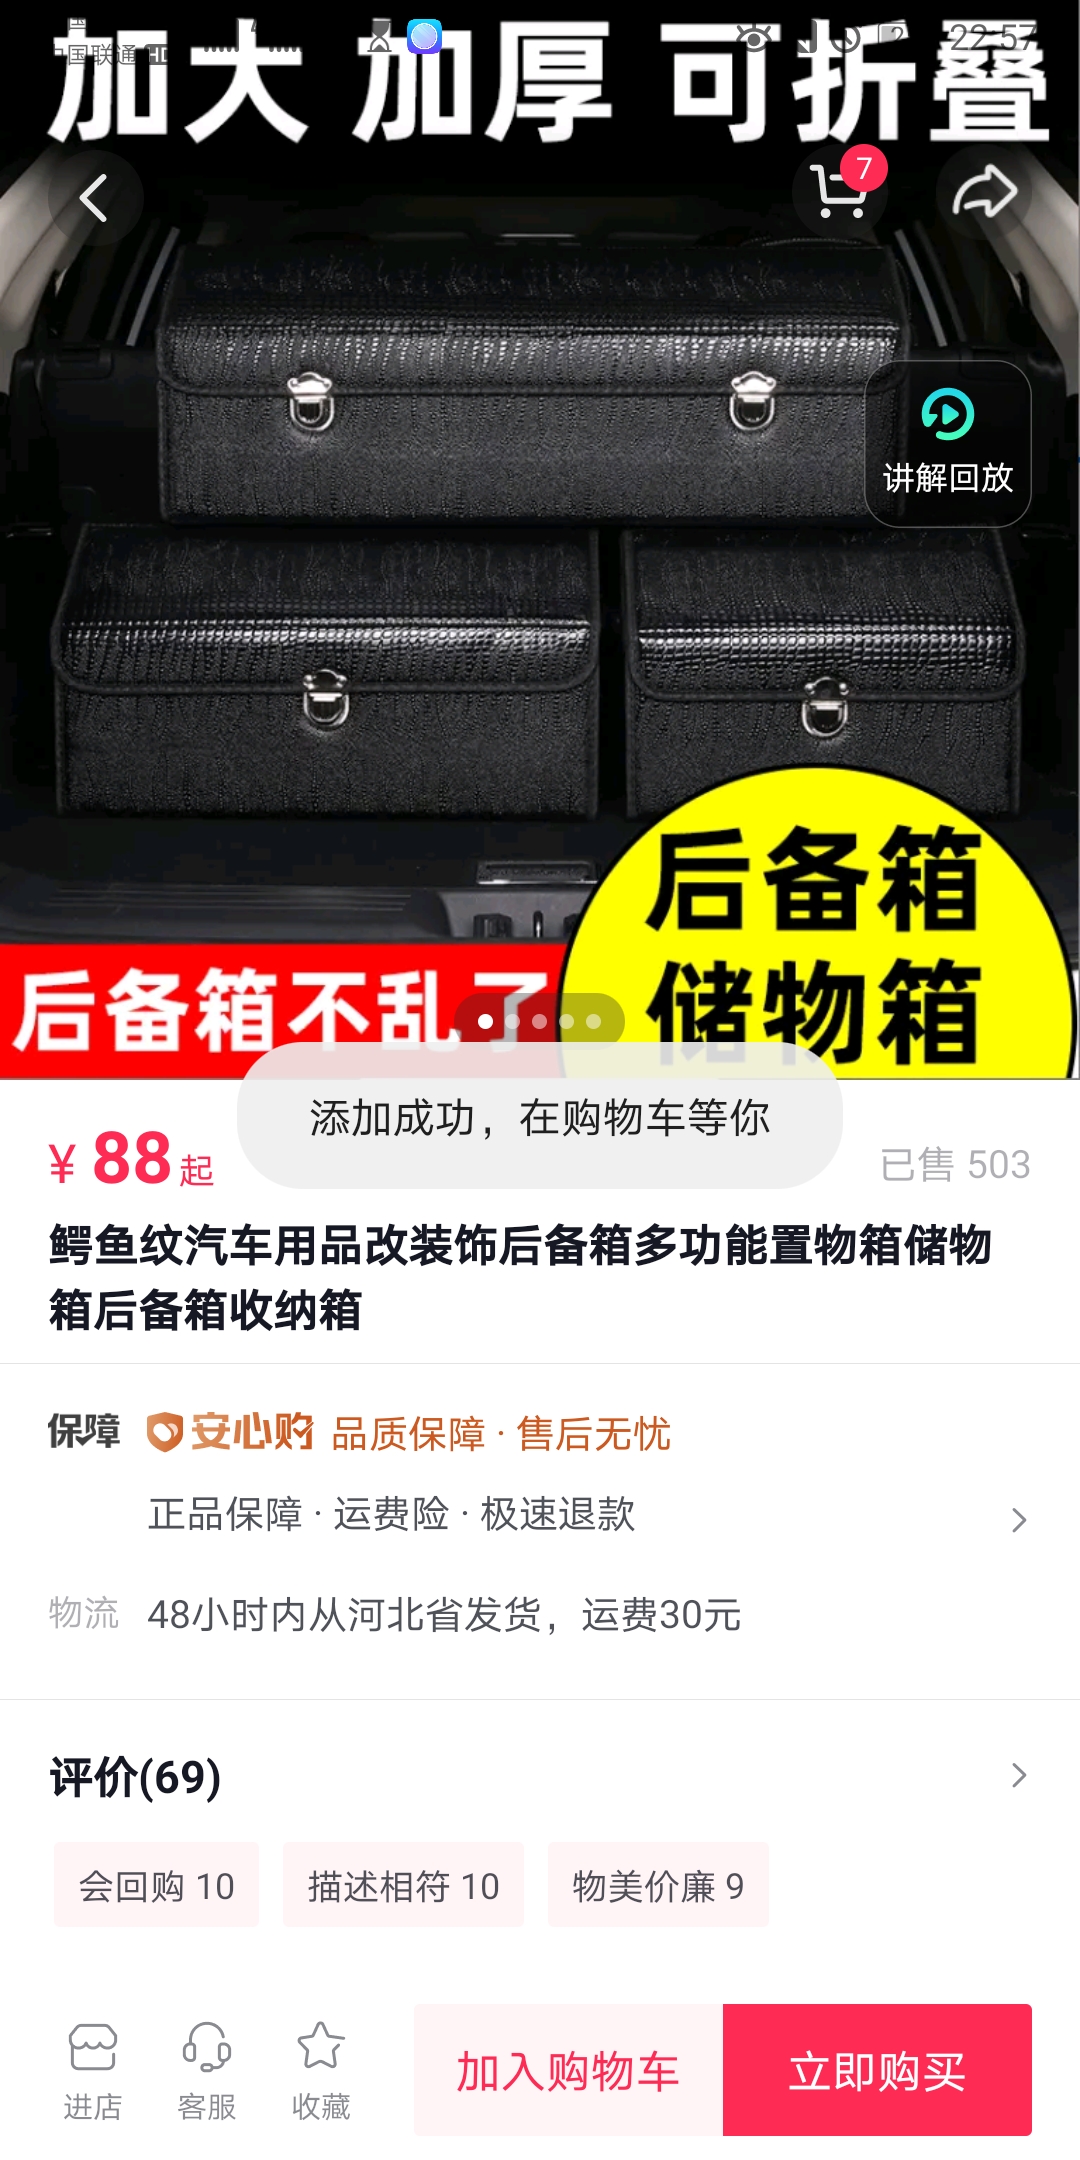 中国联通 HD
22:57
加大 加厚 可折叠
7
讲解回放
后备箱
储物箱
后备箱不乱了
添加成功，在购物车等你
¥ 88起
已售 503
鳄鱼纹汽车用品改装饰后备箱多功能置物箱储物
箱后备箱收纳箱
保障 安心购 品质保障 · 售后无忧
正品保障 · 运费险 · 极速退款
物流 48小时内从河北省发货，运费30元
评价(69)
会回购 10 描述相符 10 物美价廉 9
进店 客服 收藏 加入购物车 立即购买